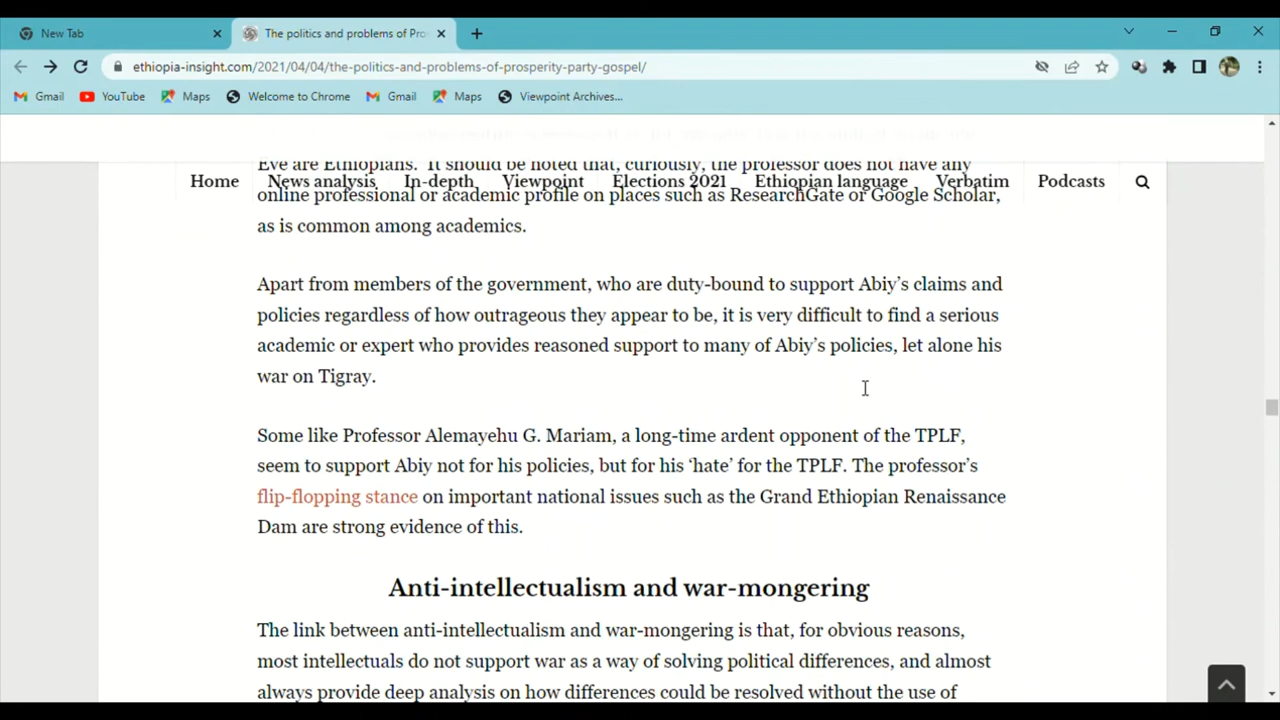 New Tab
The politics and problems of Pro
ethiopia-insight.com/2021/04/04/the-politics-and-problems-of-prosperity-party-gospel/
Gmail YouTube Maps Welcome to Chrome Gmail Maps Viewpoint Archives...
Eve are Ethiopians. It should be noted that, curiously, the professor does not have any
Home News analysis In-depth Viewpoint Elections 2021 Ethiopian language Verbatim Podcasts
online professional or academic profile on places such as ResearchGate or Google Scholar,
as is common among academics.
Apart from members of the government, who are duty-bound to support Abiy’s claims and
policies regardless of how outrageous they appear to be, it is very difficult to find a serious
academic or expert who provides reasoned support to many of Abiy’s policies, let alone his
war on Tigray.
Some like Professor Alemayehu G. Mariam, a long-time ardent opponent of the TPLF,
seem to support Abiy not for his policies, but for his ‘hate’ for the TPLF. The professor’s
flip-flopping stance on important national issues such as the Grand Ethiopian Renaissance
Dam are strong evidence of this.
Anti-intellectualism and war-mongering
The link between anti-intellectualism and war-mongering is that, for obvious reasons,
most intellectuals do not support war as a way of solving political differences, and almost
always provide deep analysis on how differences could be resolved without the use of